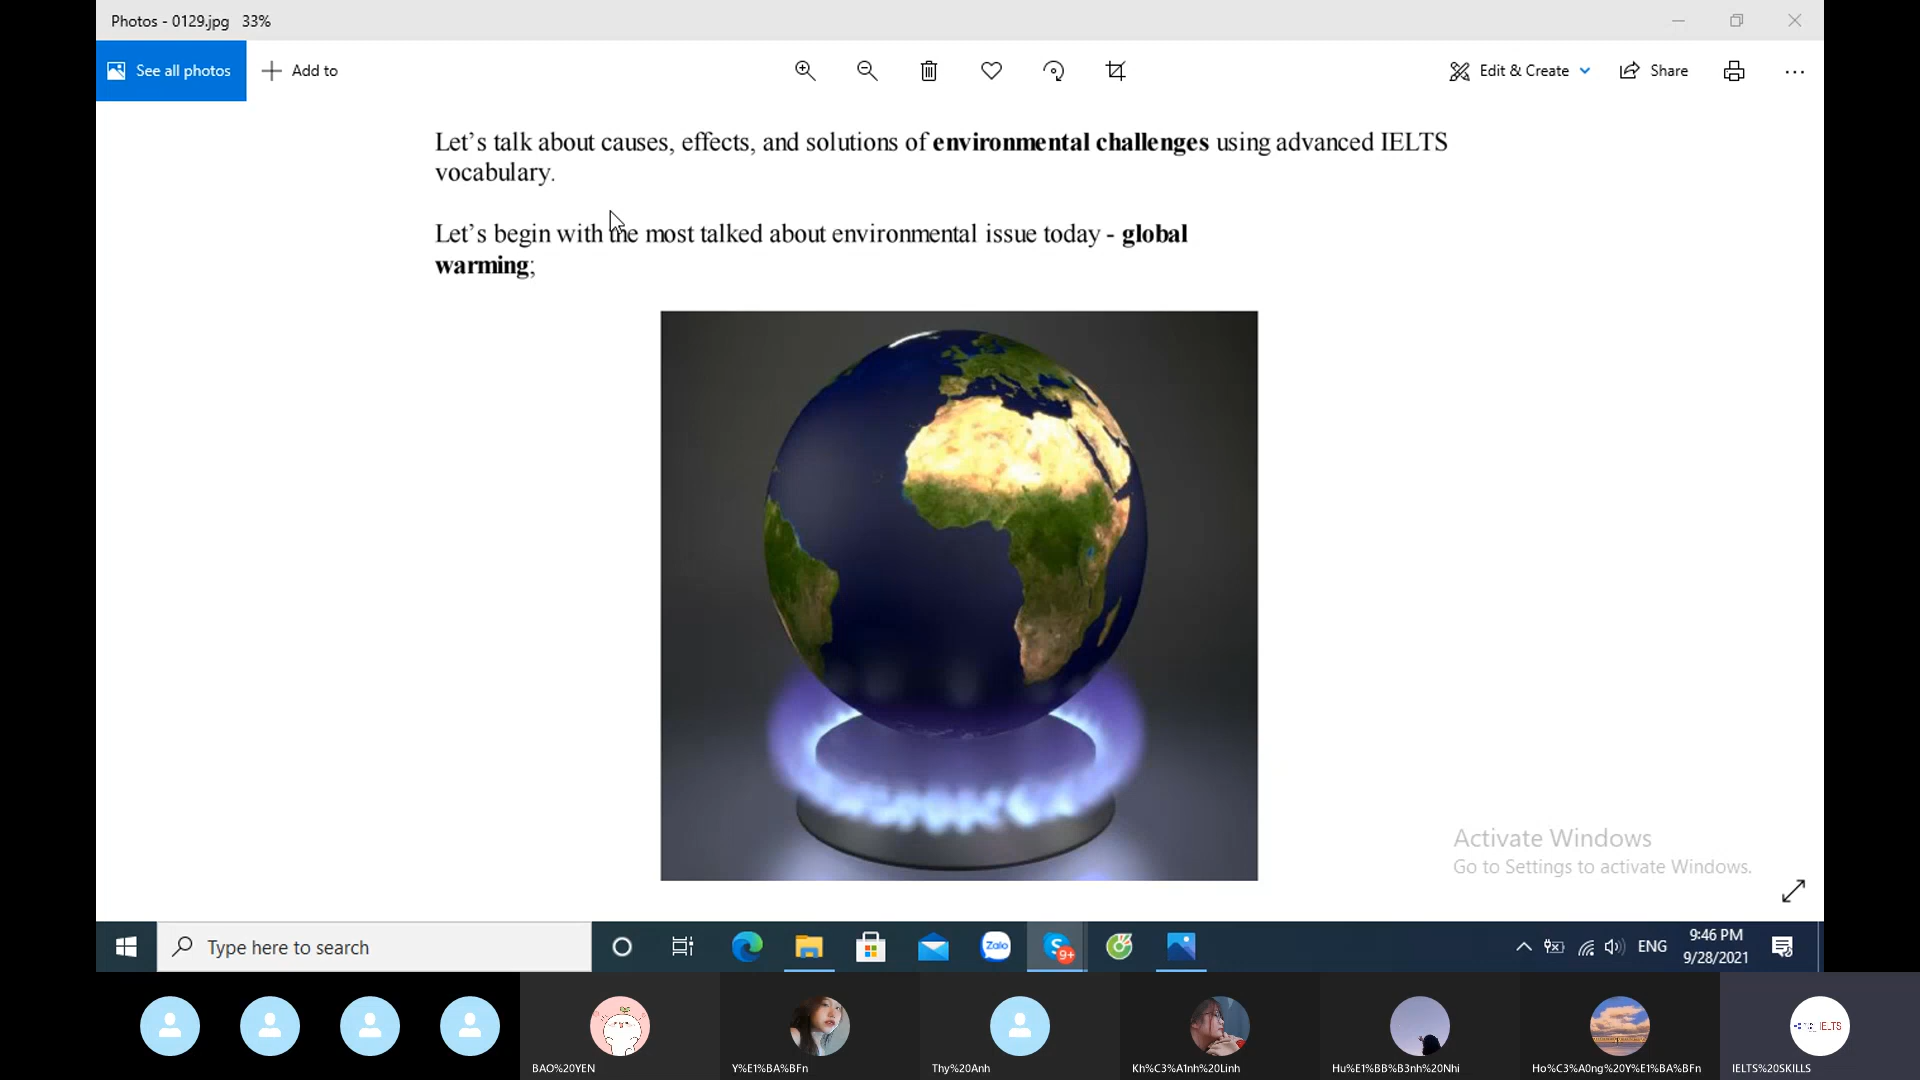 Photos - 0129.jpg   33%
See all photos
Add to
Edit & Create
Share
Let's talk about causes, effects, and solutions of environmental challenges using advanced IELTS
vocabulary.
Let's begin with the most talked about environmental issue today - global
warming;
Activate Windows
Go to Settings to activate Windows.
Type here to search
Zalo
S
9+
ENG
9:46 PM
9/28/2021
BAO%20YEN
Y%E1%BA%BFn
Thy%20Anh
Kh%C3%A1nh%20Linh
Hu%E1%BB%B3nh%20Nhi
Ho%C3%A0ng%20Y%E1%BA%BFn
IELTS%20SKILLS